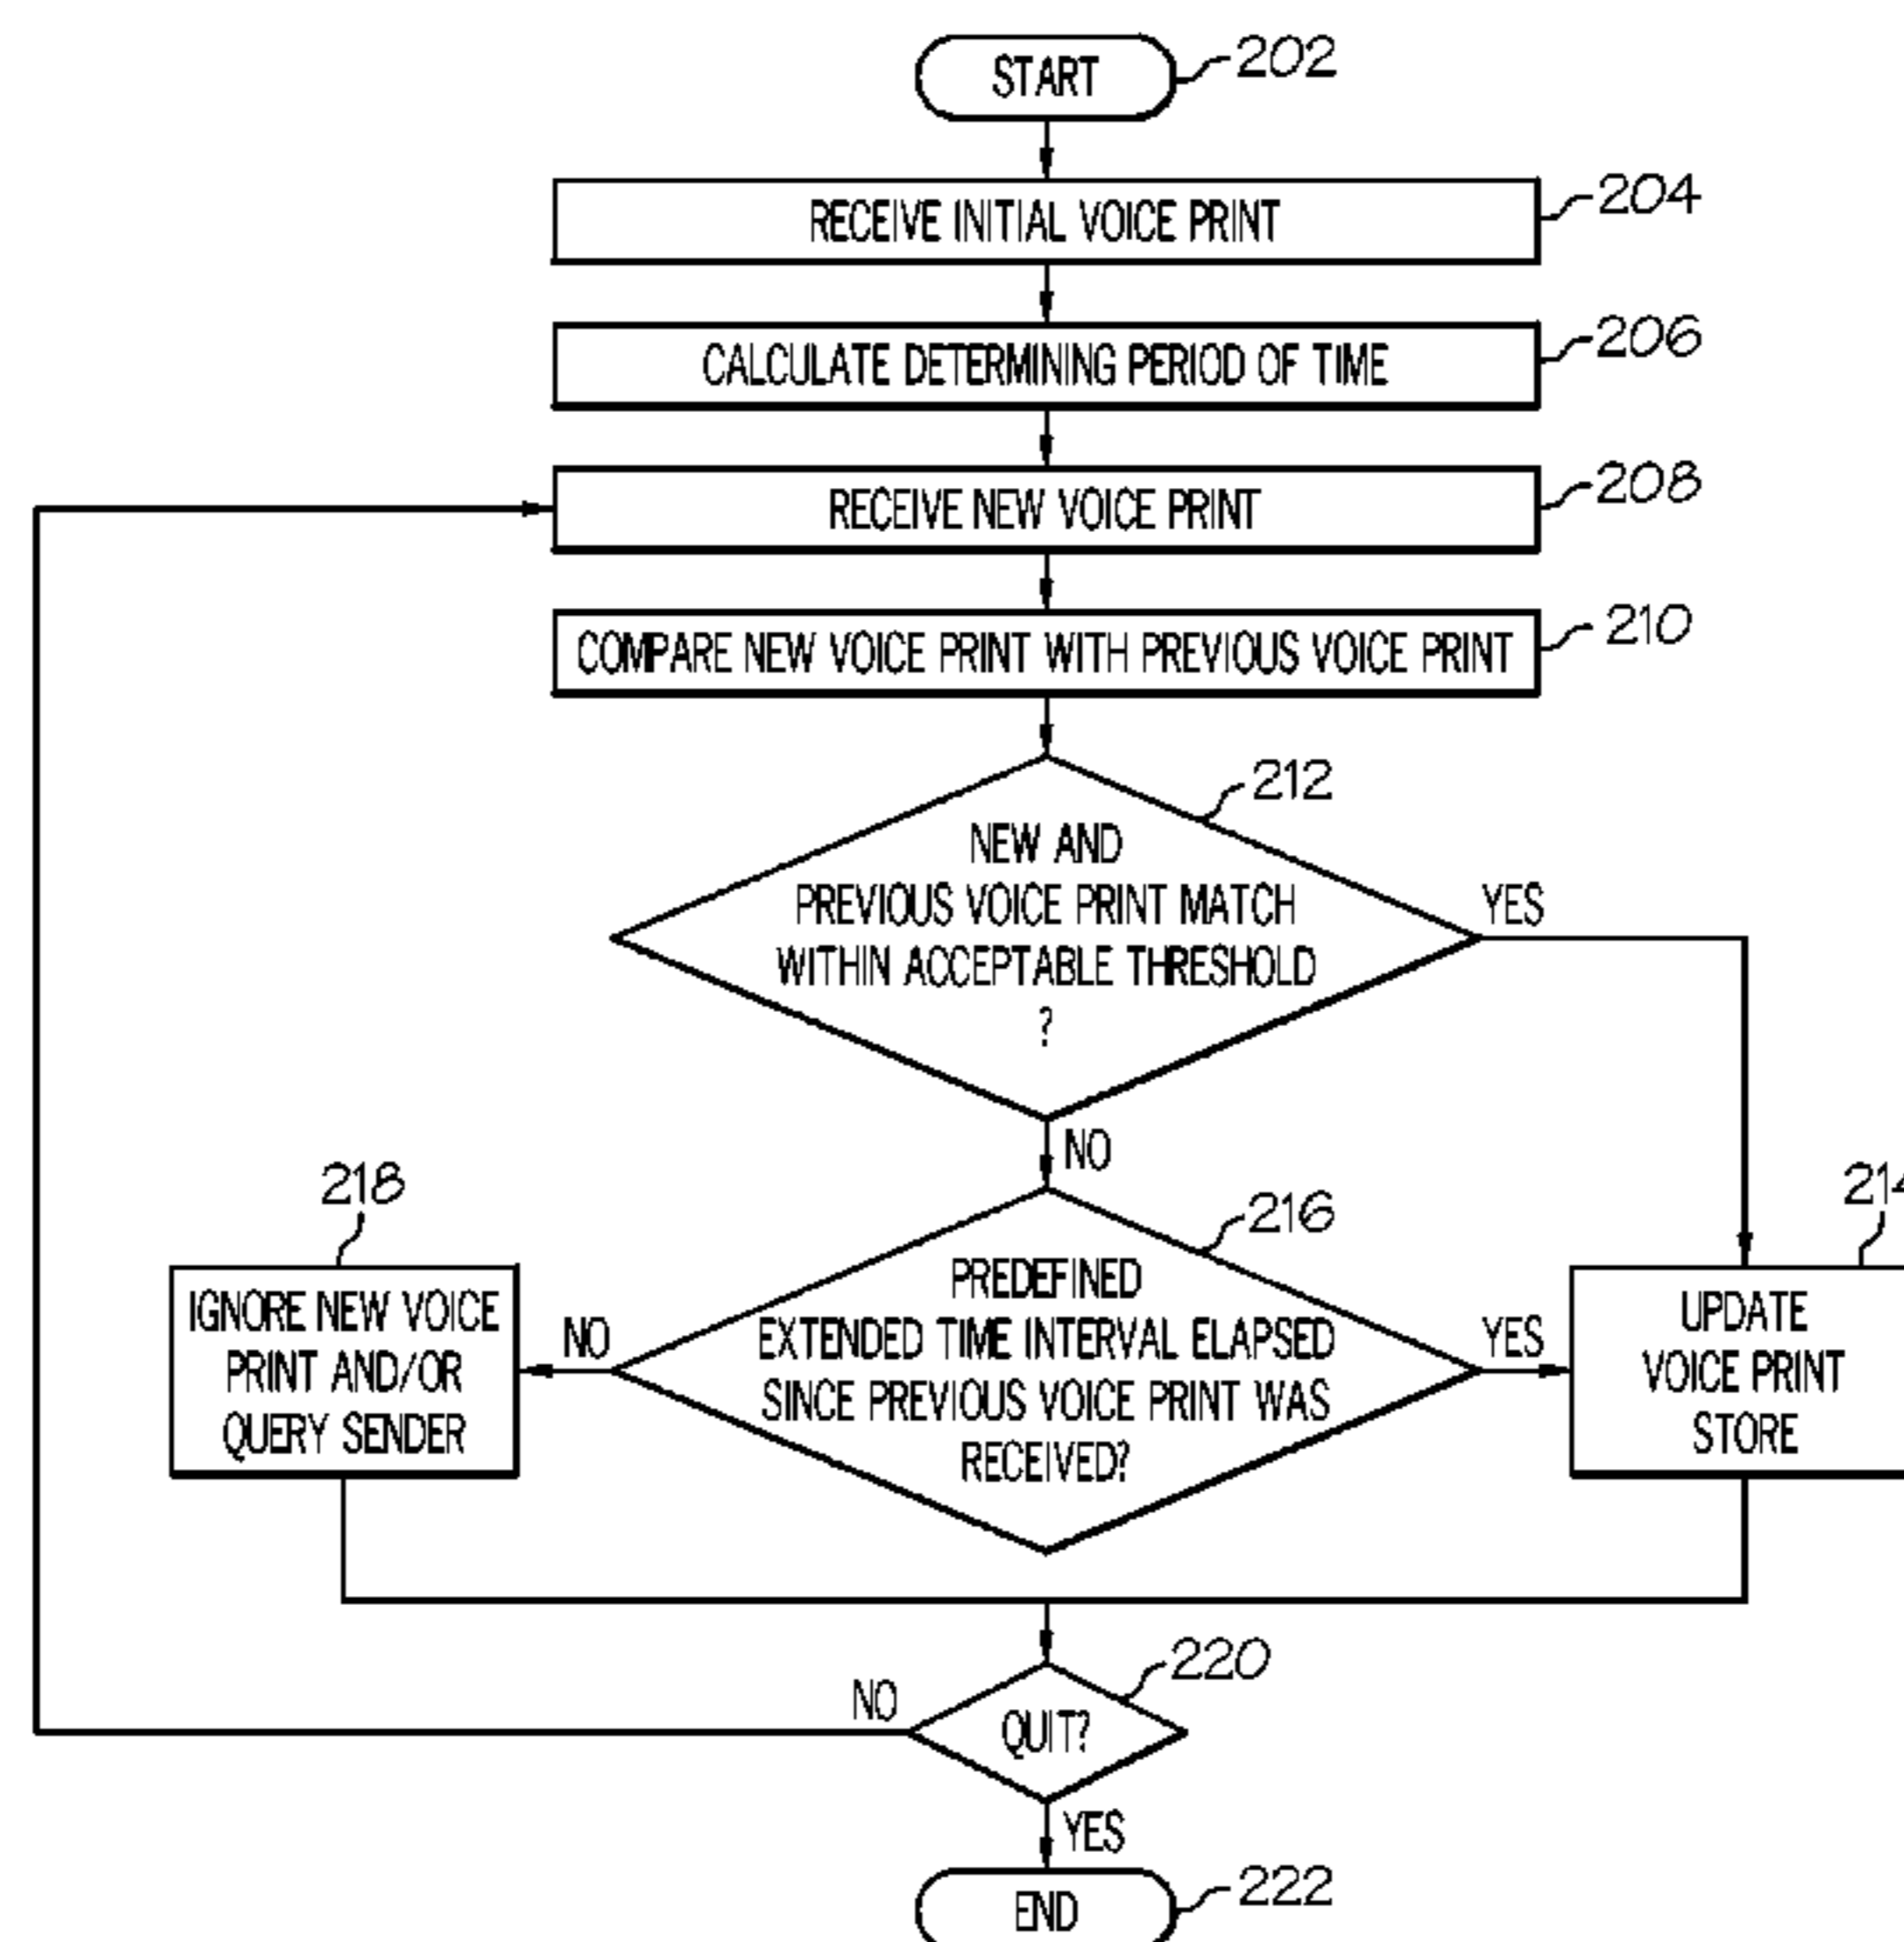 START
202
RECEIVE INITIAL VOICE PRINT
204
CALCULATE DETERMINING PERIOD OF TIME
206
RECEIVE NEW VOICE PRINT
208
COMPARE NEW VOICE PRINT WITH PREVIOUS VOICE PRINT
210
212
NEW AND
PREVIOUS VOICE PRINT MATCH
WITHIN ACCEPTABLE THRESHOLD
?
YES
NO
218
IGNORE NEW VOICE
PRINT AND/OR
QUERY SENDER
NO
216
PREDEFINED
EXTENDED TIME INTERVAL ELAPSED
SINCE PREVIOUS VOICE PRINT WAS
RECEIVED?
YES
214
UPDATE
VOICE PRINT
STORE
220
QUIT?
NO
YES
END
222